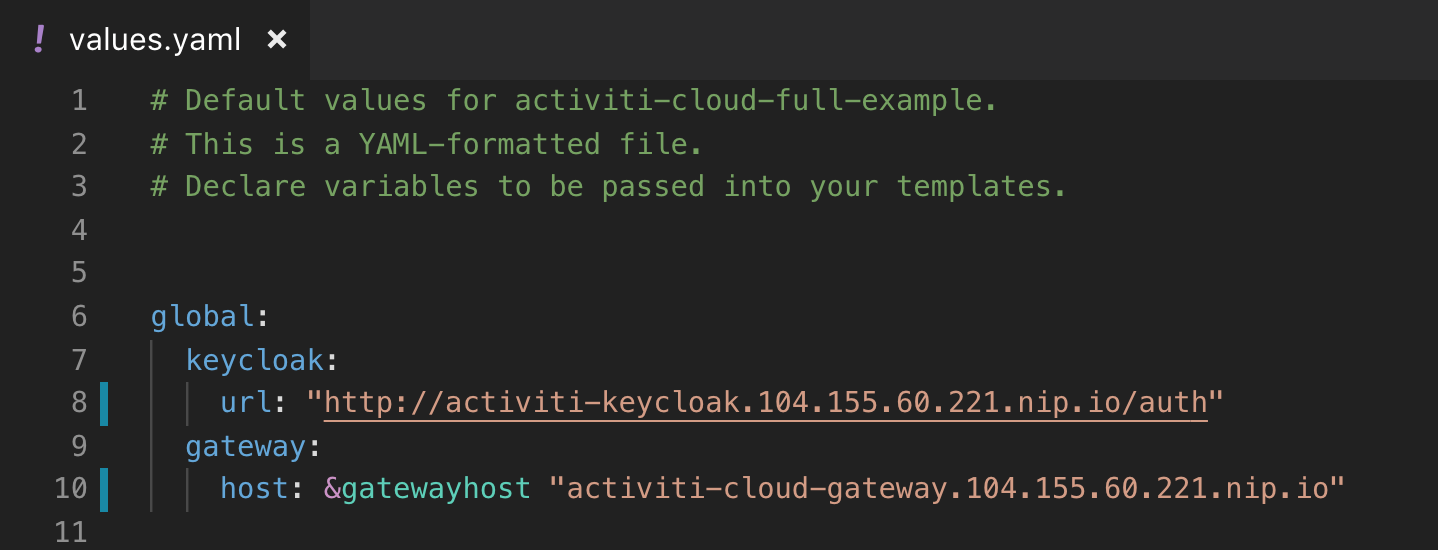 ! values.yaml ×
1 # Default values for activiti-cloud-full-example.
2 # This is a YAML-formatted file.
3 # Declare variables to be passed into your templates.
4
5
6 global:
7   keycloak:
8     url: "http://activiti-keycloak.104.155.60.221.nip.io/auth"
9   gateway:
10     host: &gatewayhost "activiti-cloud-gateway.104.155.60.221.nip.io"
11